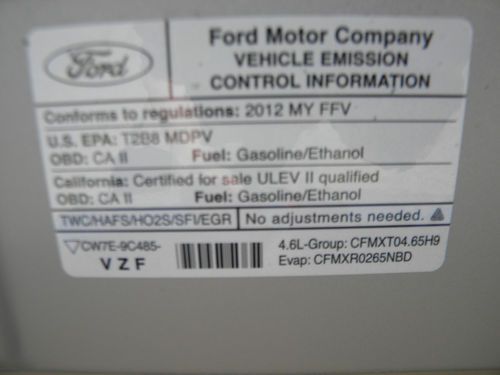 Ford
Ford Motor Company
VEHICLE EMISSION
CONTROL INFORMATION
Conforms to regulations: 2012 MY FFV
U.S. EPA: T2B8 MDPV
OBD: CA II Fuel: Gasoline/Ethanol
California: Certified for sale ULEV II qualified
OBD: CA II Fuel: Gasoline/Ethanol
TWC/HAFS/HO2S/SFI/EGR No adjustments needed.
CW7E-9C485-
VZF
4.6L-Group: CFMXT04.65H9
Evap: CFMXR0265NBD